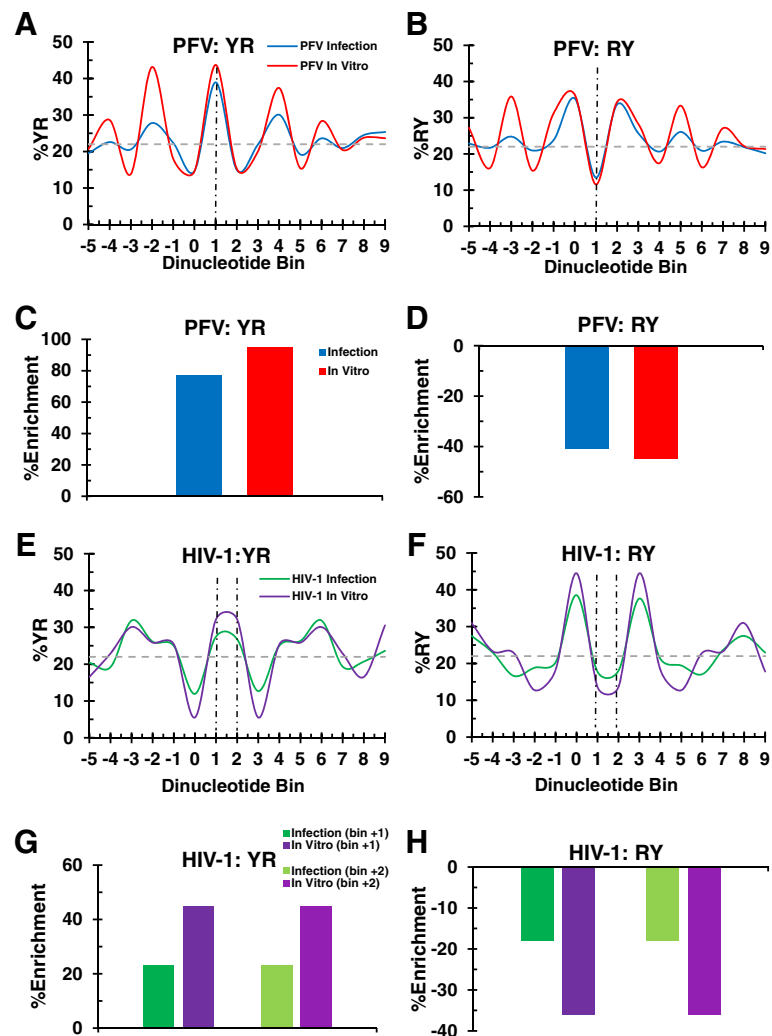 A
PFV: YR
PFV Infection
PFV In Vitro
%YR
50
40
30
20
10
0
-5 -4 -3 -2 -1 0 1 2 3 4 5 6 7 8 9
Dinucleotide Bin
B
PFV: RY
%RY
50
40
30
20
10
0
-5 -4 -3 -2 -1 0 1 2 3 4 5 6 7 8 9
Dinucleotide Bin
C
PFV: YR
Infection
In Vitro
%Enrichment
100
80
60
40
20
0
D
PFV: RY
%Enrichment
0
-20
-40
-60
E
HIV-1:YR
HIV-1 Infection
HIV-1 In Vitro
%YR
50
40
30
20
10
0
-5 -4 -3 -2 -1 0 1 2 3 4 5 6 7 8 9
Dinucleotide Bin
F
HIV-1: RY
%RY
50
40
30
20
10
0
-5 -4 -3 -2 -1 0 1 2 3 4 5 6 7 8 9
Dinucleotide Bin
G
HIV-1: YR
Infection (bin +1)
In Vitro (bin +1)
Infection (bin +2)
In Vitro (bin +2)
%Enrichment
60
40
20
0
H
HIV-1: RY
%Enrichment
0
-10
-20
-30
-40